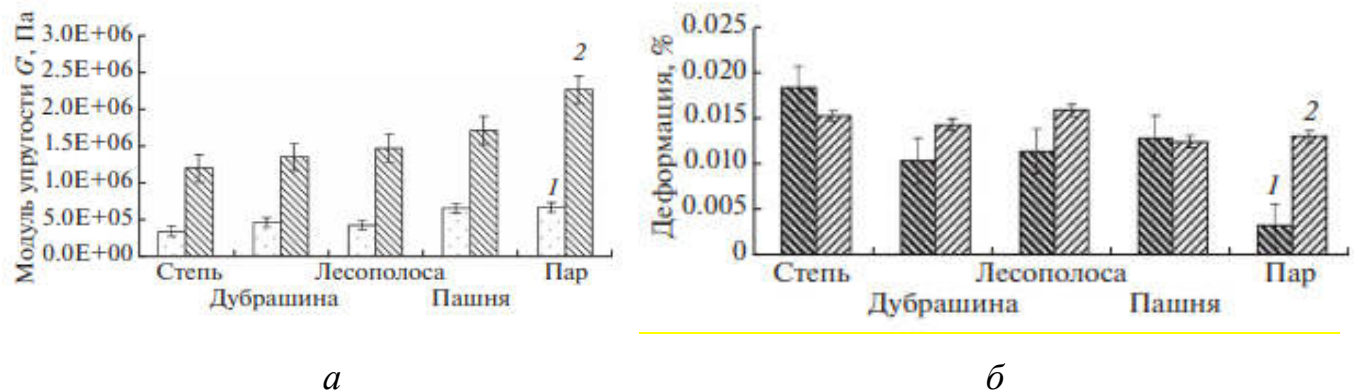 Модуль упругости G', Па
3.0E+06
2.5E+06
2.0E+06
1.5E+06
1.0E+06
5.0E+05
0.0E+00
2
1
Степь
Лесополоса
Пар
Дубрашина
Пашня
а
Деформация, %
0.025
0.020
0.015
0.010
0.005
0
2
1
Степь
Лесополоса
Пар
Дубрашина
Пашня
б